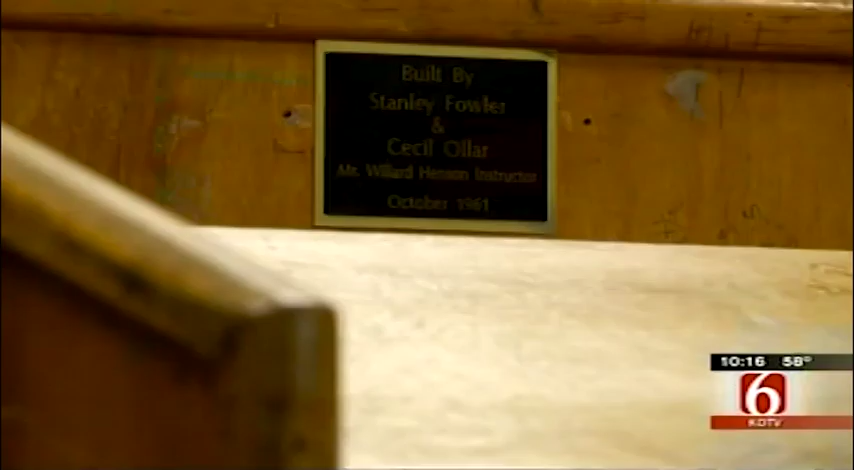 Built By
Stanley Fowler
&
Cecil Ollar
Mr. Willard Henson Instructor
October 1961
10:16 58°
6
KOTV